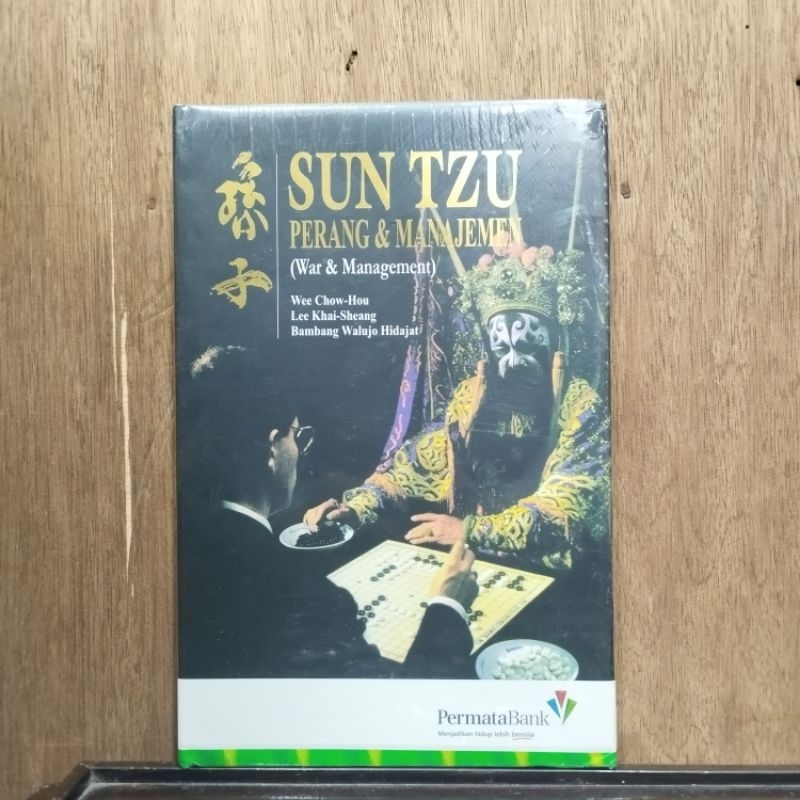 孫子
SUN TZU
PERANG & MANAJEMEN
(War & Management)
Wee Chow-Hou
Lee Khai-Sheang
Bambang Walujo Hidajat
PermataBank
Menjadikan hidup lebih bernilai